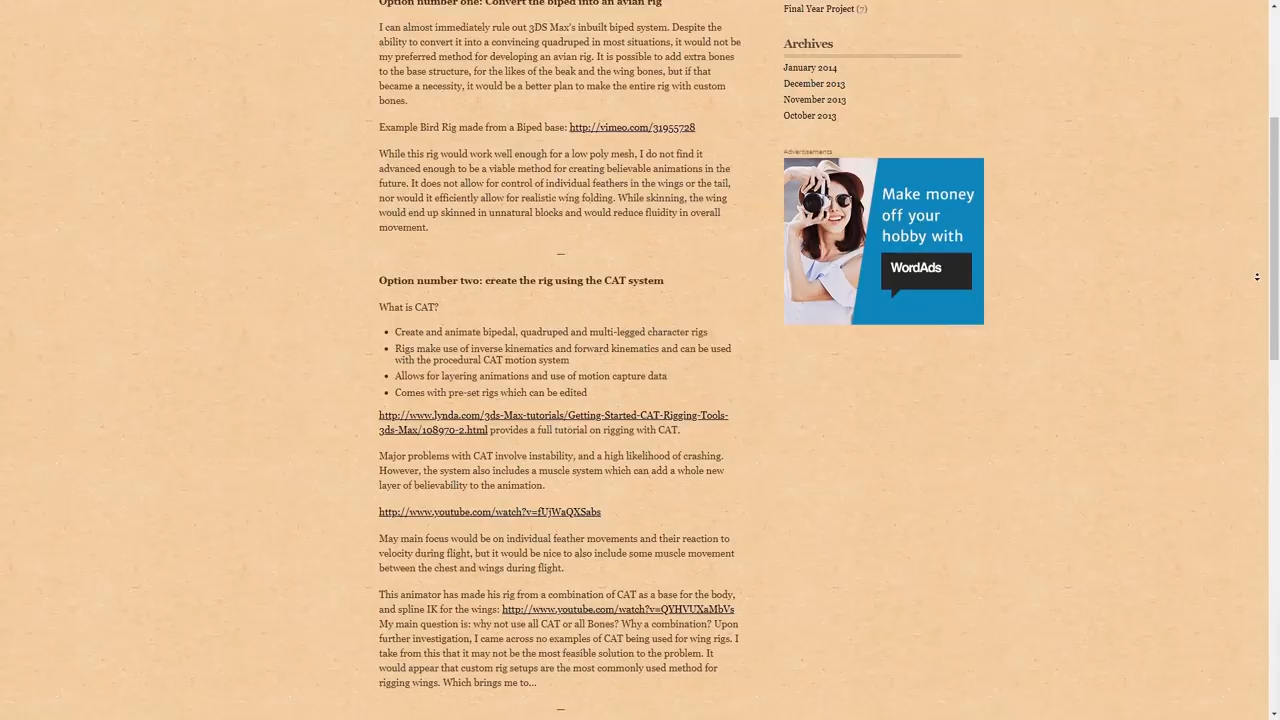 Option number one: Convert the biped into an avian rig
I can almost immediately rule out 3DS Max's inbuilt biped system. Despite the
ability to convert it into a convincing quadruped in most situations, it would not be
my preferred method for developing an avian rig. It is possible to add extra bones
to the base structure, for the likes of the beak and the wing bones, but if that
became a necessity, it would be a better plan to make the entire rig with custom
bones.
Example Bird Rig made from a Biped base: http://vimeo.com/31955728
While this rig would work well enough for a low poly mesh, I do not find it
advanced enough to be a viable method for creating believable animations in the
future. It does not allow for control of individual feathers in the wings or the tail,
nor would it efficiently allow for realistic wing folding. While skinning, the wing
would end up skinned in unnatural blocks and would reduce fluidity in overall
movement.
—
Option number two: create the rig using the CAT system
What is CAT?
• Create and animate bipedal, quadruped and multi-legged character rigs
• Rigs make use of inverse kinematics and forward kinematics and can be used
with the procedural CAT motion system
• Allows for layering animations and use of motion capture data
• Comes with pre-set rigs which can be edited
http://www.lynda.com/3ds-Max-tutorials/Getting-Started-CAT-Rigging-Tools-
3ds-Max/108970-2.html provides a full tutorial on rigging with CAT.
Major problems with CAT involve instability, and a high likelihood of crashing.
However, the system also includes a muscle system which can add a whole new
layer of believability to the animation.
http://www.youtube.com/watch?v=fUjWaQXSabs
May main focus would be on individual feather movements and their reaction to
velocity during flight, but it would be nice to also include some muscle movement
between the chest and wings during flight.
This animator has made his rig from a combination of CAT as a base for the body,
and spline IK for the wings: http://www.youtube.com/watch?v=QYHVUXaMbVs
My main question is: why not use all CAT or all Bones? Why a combination? Upon
further investigation, I came across no examples of CAT being used for wing rigs. I
take from this that it may not be the most feasible solution to the problem. It
would appear that custom rig setups are the most commonly used method for
rigging wings. Which brings me to...
—
Final Year Project (7)
Archives
January 2014
December 2013
November 2013
October 2013
Advertisements
Make money
off your
hobby with
WordAds